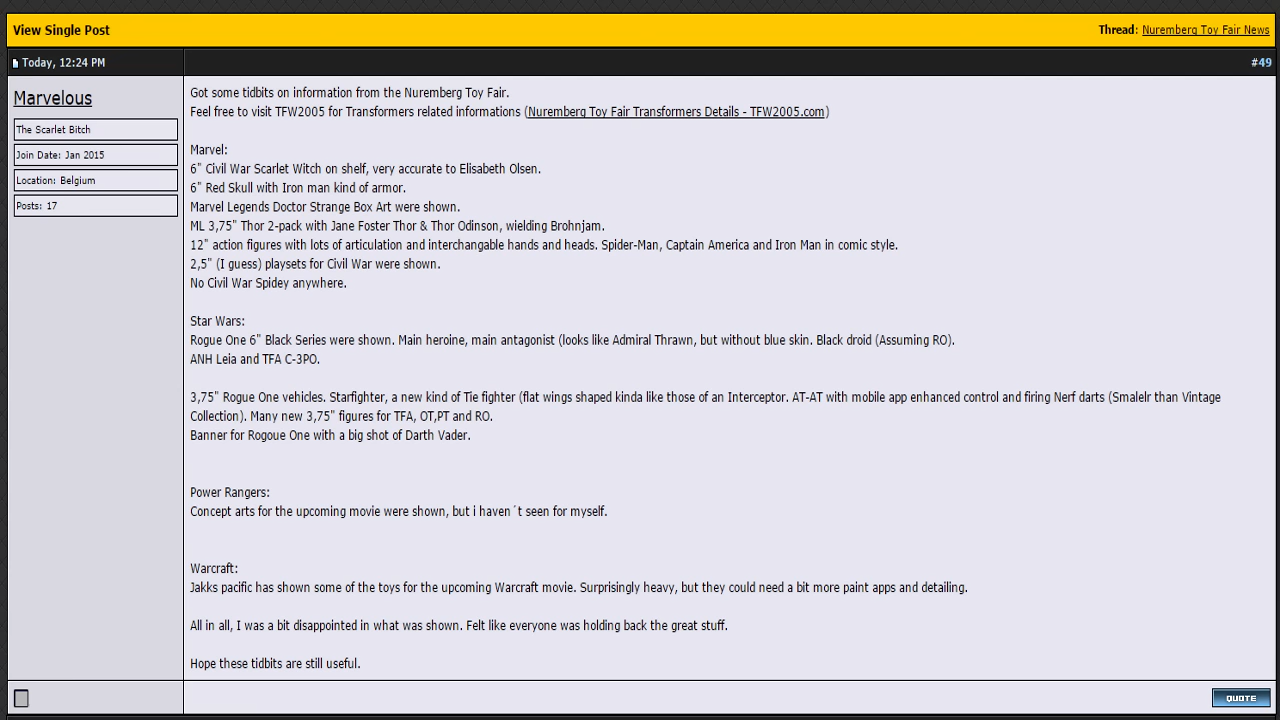 View Single Post
Thread: Nuremberg Toy Fair News
Today, 12:24 PM
#49
Marvelous
The Scarlet Bitch
Join Date: Jan 2015
Location: Belgium
Posts: 17
Got some tidbits on information from the Nuremberg Toy Fair.
Feel free to visit TFW2005 for Transformers related informations (Nuremberg Toy Fair Transformers Details - TFW2005.com)
Marvel:
6" Civil War Scarlet Witch on shelf, very accurate to Elisabeth Olsen.
6" Red Skull with Iron man kind of armor.
Marvel Legends Doctor Strange Box Art were shown.
ML 3,75" Thor 2-pack with Jane Foster Thor & Thor Odinson, wielding Brohnjam.
12" action figures with lots of articulation and interchangable hands and heads. Spider-Man, Captain America and Iron Man in comic style.
2,5" (I guess) playsets for Civil War were shown.
No Civil War Spidey anywhere.
Star Wars:
Rogue One 6" Black Series were shown. Main heroine, main antagonist (looks like Admiral Thrawn, but without blue skin. Black droid (Assuming RO).
ANH Leia and TFA C-3PO.
3,75" Rogue One vehicles. Starfighter, a new kind of Tie fighter (flat wings shaped kinda like those of an Interceptor. AT-AT with mobile app enhanced control and firing Nerf darts (Smalelr than Vintage
Collection). Many new 3,75" figures for TFA, OT,PT and RO.
Banner for Rogoue One with a big shot of Darth Vader.
Power Rangers:
Concept arts for the upcoming movie were shown, but i haven´t seen for myself.
Warcraft:
Jakks pacific has shown some of the toys for the upcoming Warcraft movie. Surprisingly heavy, but they could need a bit more paint apps and detailing.
All in all, I was a bit disappointed in what was shown. Felt like everyone was holding back the great stuff.
Hope these tidbits are still useful.
QUOTE